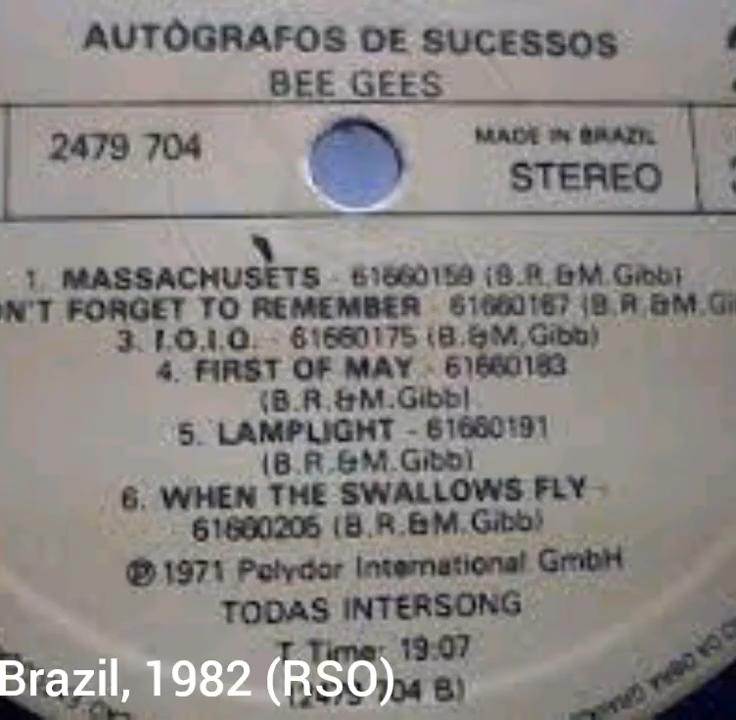 AUTÓGRAFOS DE SUCESSOS
BEE GEES
2479 704
MADE IN BRAZIL
STEREO
1. MASSACHUSETS - 61660159 (B.R.&M.Gibb)
N'T FORGET TO REMEMBER - 61660167 (B.R.&M.Gi
3. I.O.I.O. - 61660175 (B.&M.Gibb)
4. FIRST OF MAY - 61660183
(B.R.&M.Gibb)
5. LAMPLIGHT - 61660191
(B.R.&M.Gibb)
6. WHEN THE SWALLOWS FLY -
61660205 (B.R.&M.Gibb)
℗ 1971 Polydor International GmbH
TODAS INTERSONG
T. Time: 19:07
(2479 704 B)
Brazil, 1982 (RSO)